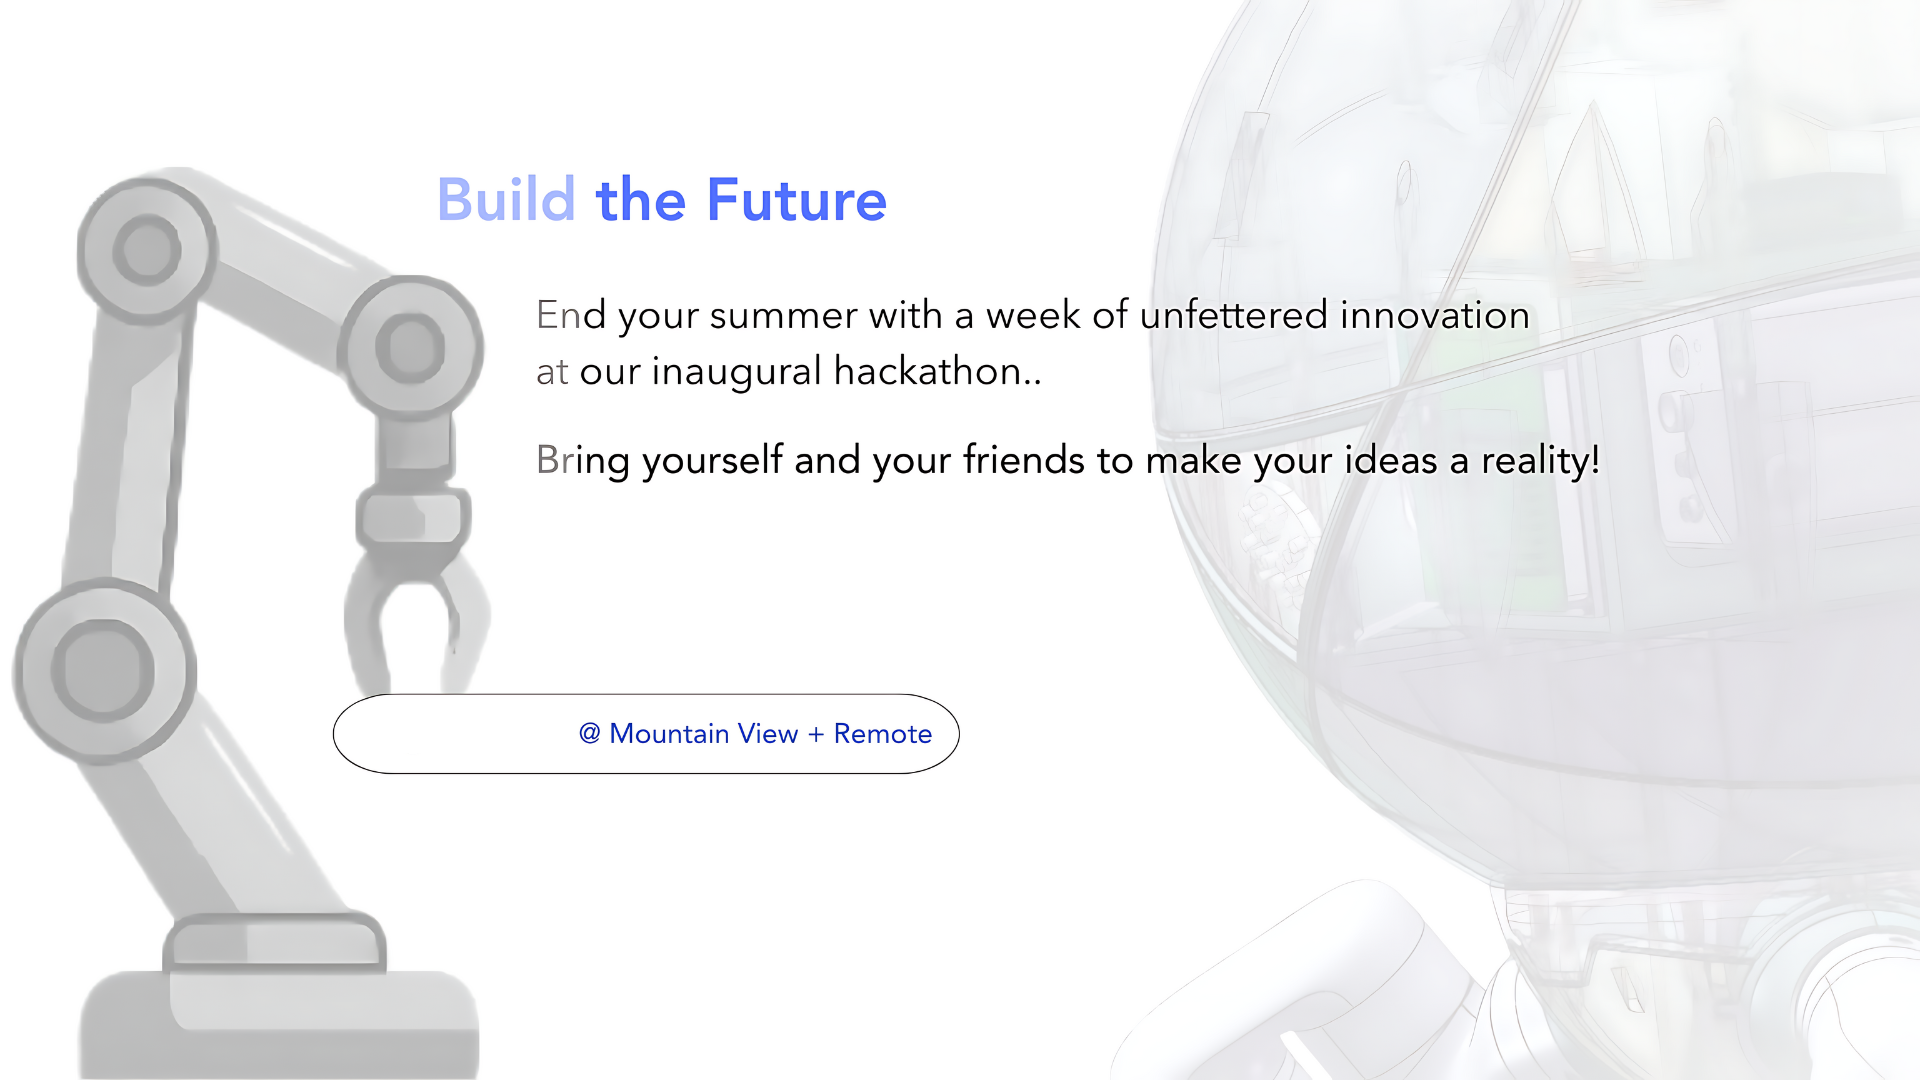 Build the Future
End your summer with a week of unfettered innovation
at our inaugural hackathon..
Bring yourself and your friends to make your ideas a reality!
@ Mountain View + Remote